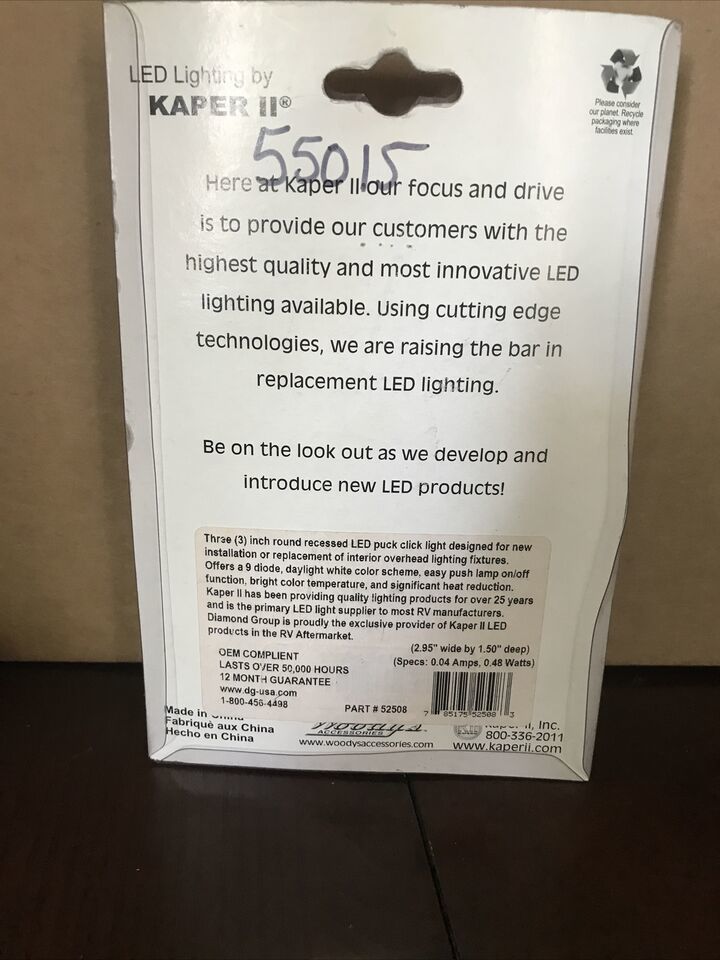 LED Lighting by
KAPER II®
Please consider
our planet. Recycle
packaging where
facilities exist.
55015
Here at Kaper II our focus and drive
is to provide our customers with the
highest quality and most innovative LED
lighting available. Using cutting edge
technologies, we are raising the bar in
replacement LED lighting.
Be on the look out as we develop and
introduce new LED products!
Three (3) inch round recessed LED puck click light designed for new
installation or replacement of interior overhead lighting fixtures.
Offers a 9 diode, daylight white color scheme, easy push lamp on/off
function, bright color temperature, and significant heat reduction.
Kaper II has been providing quality lighting products for over 25 years
and is the primary LED light supplier to most RV manufacturers.
Diamond Group is proudly the exclusive provider of Kaper II LED
products in the RV Aftermarket.
(2.95" wide by 1.50" deep)
(Specs: 0.04 Amps, 0.48 Watts)
OEM COMPLIENT
LASTS OVER 50,000 HOURS
12 MONTH GUARANTEE
www.dg-usa.com
1-800-456-4498
PART # 52508
7 85175 52508 3
Made in China
Fabriqué aux China
Hecho en China
Woody's
ACCESSORIES
www.woodysaccessories.com
Kaper II, Inc.
800-336-2011
www.kaperii.com